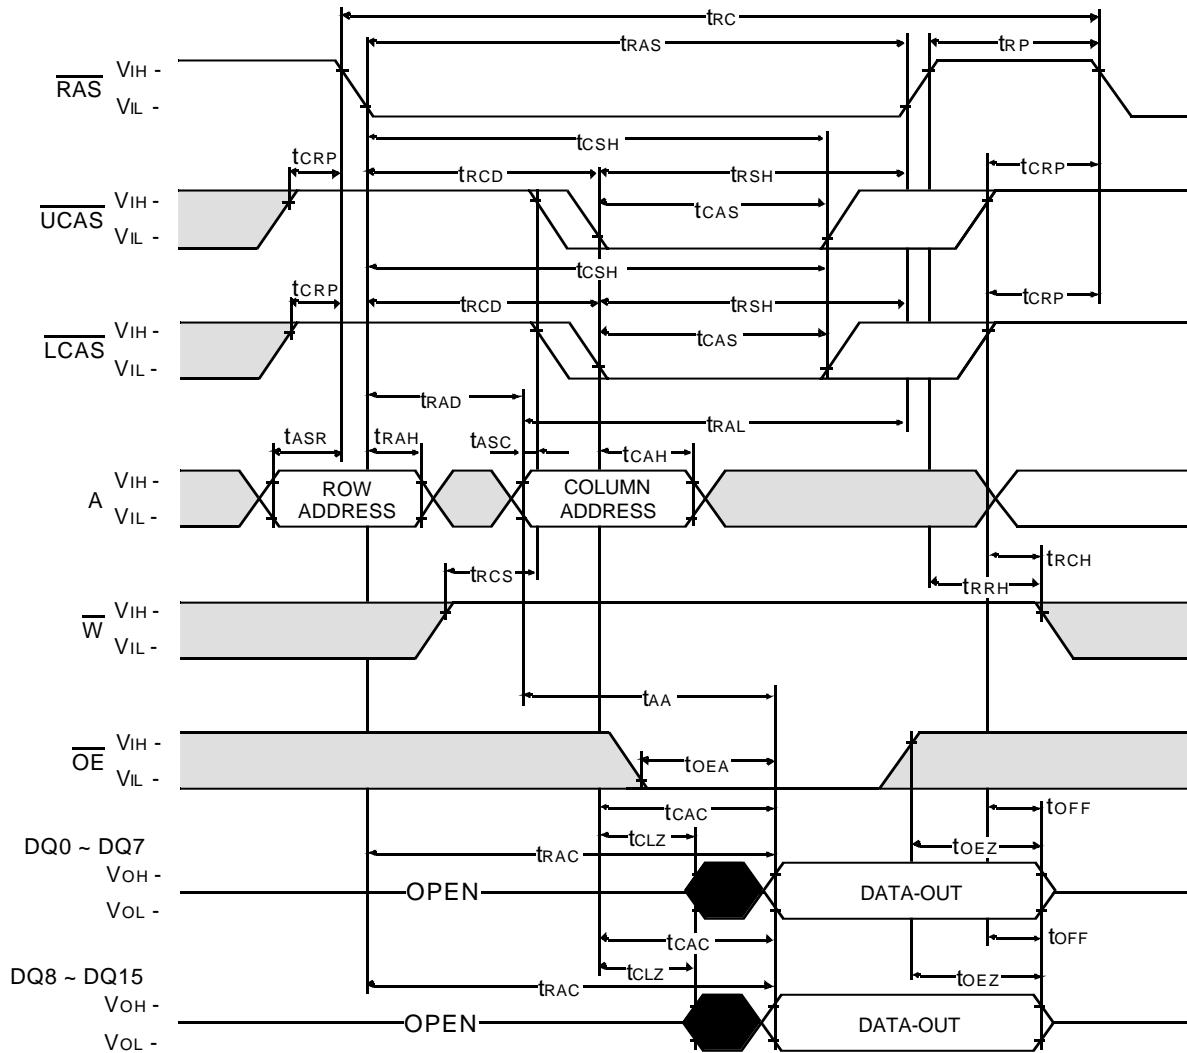 tRC
tRAS
tRP
RAS
VIH -
VIL -
tCSH
tCRP
tRCD
tRSH
tCRP
UCAS
VIH -
VIL -
tCAS
tCSH
tCRP
tRCD
tRSH
tCRP
LCAS
VIH -
VIL -
tCAS
tRAD
tRAL
tASR
tRAH
tASC
tCAH
A
VIH -
VIL -
ROW
ADDRESS
COLUMN
ADDRESS
tRCS
tRCH
tRRH
W
VIH -
VIL -
tAA
OE
VIH -
VIL -
tOEA
tCAC
tOFF
tCLZ
tOEZ
DQ0 ~ DQ7
tRAC
VOH -
VOL -
OPEN
DATA-OUT
tCAC
tOFF
tCLZ
tOEZ
DQ8 ~ DQ15
tRAC
VOH -
VOL -
OPEN
DATA-OUT